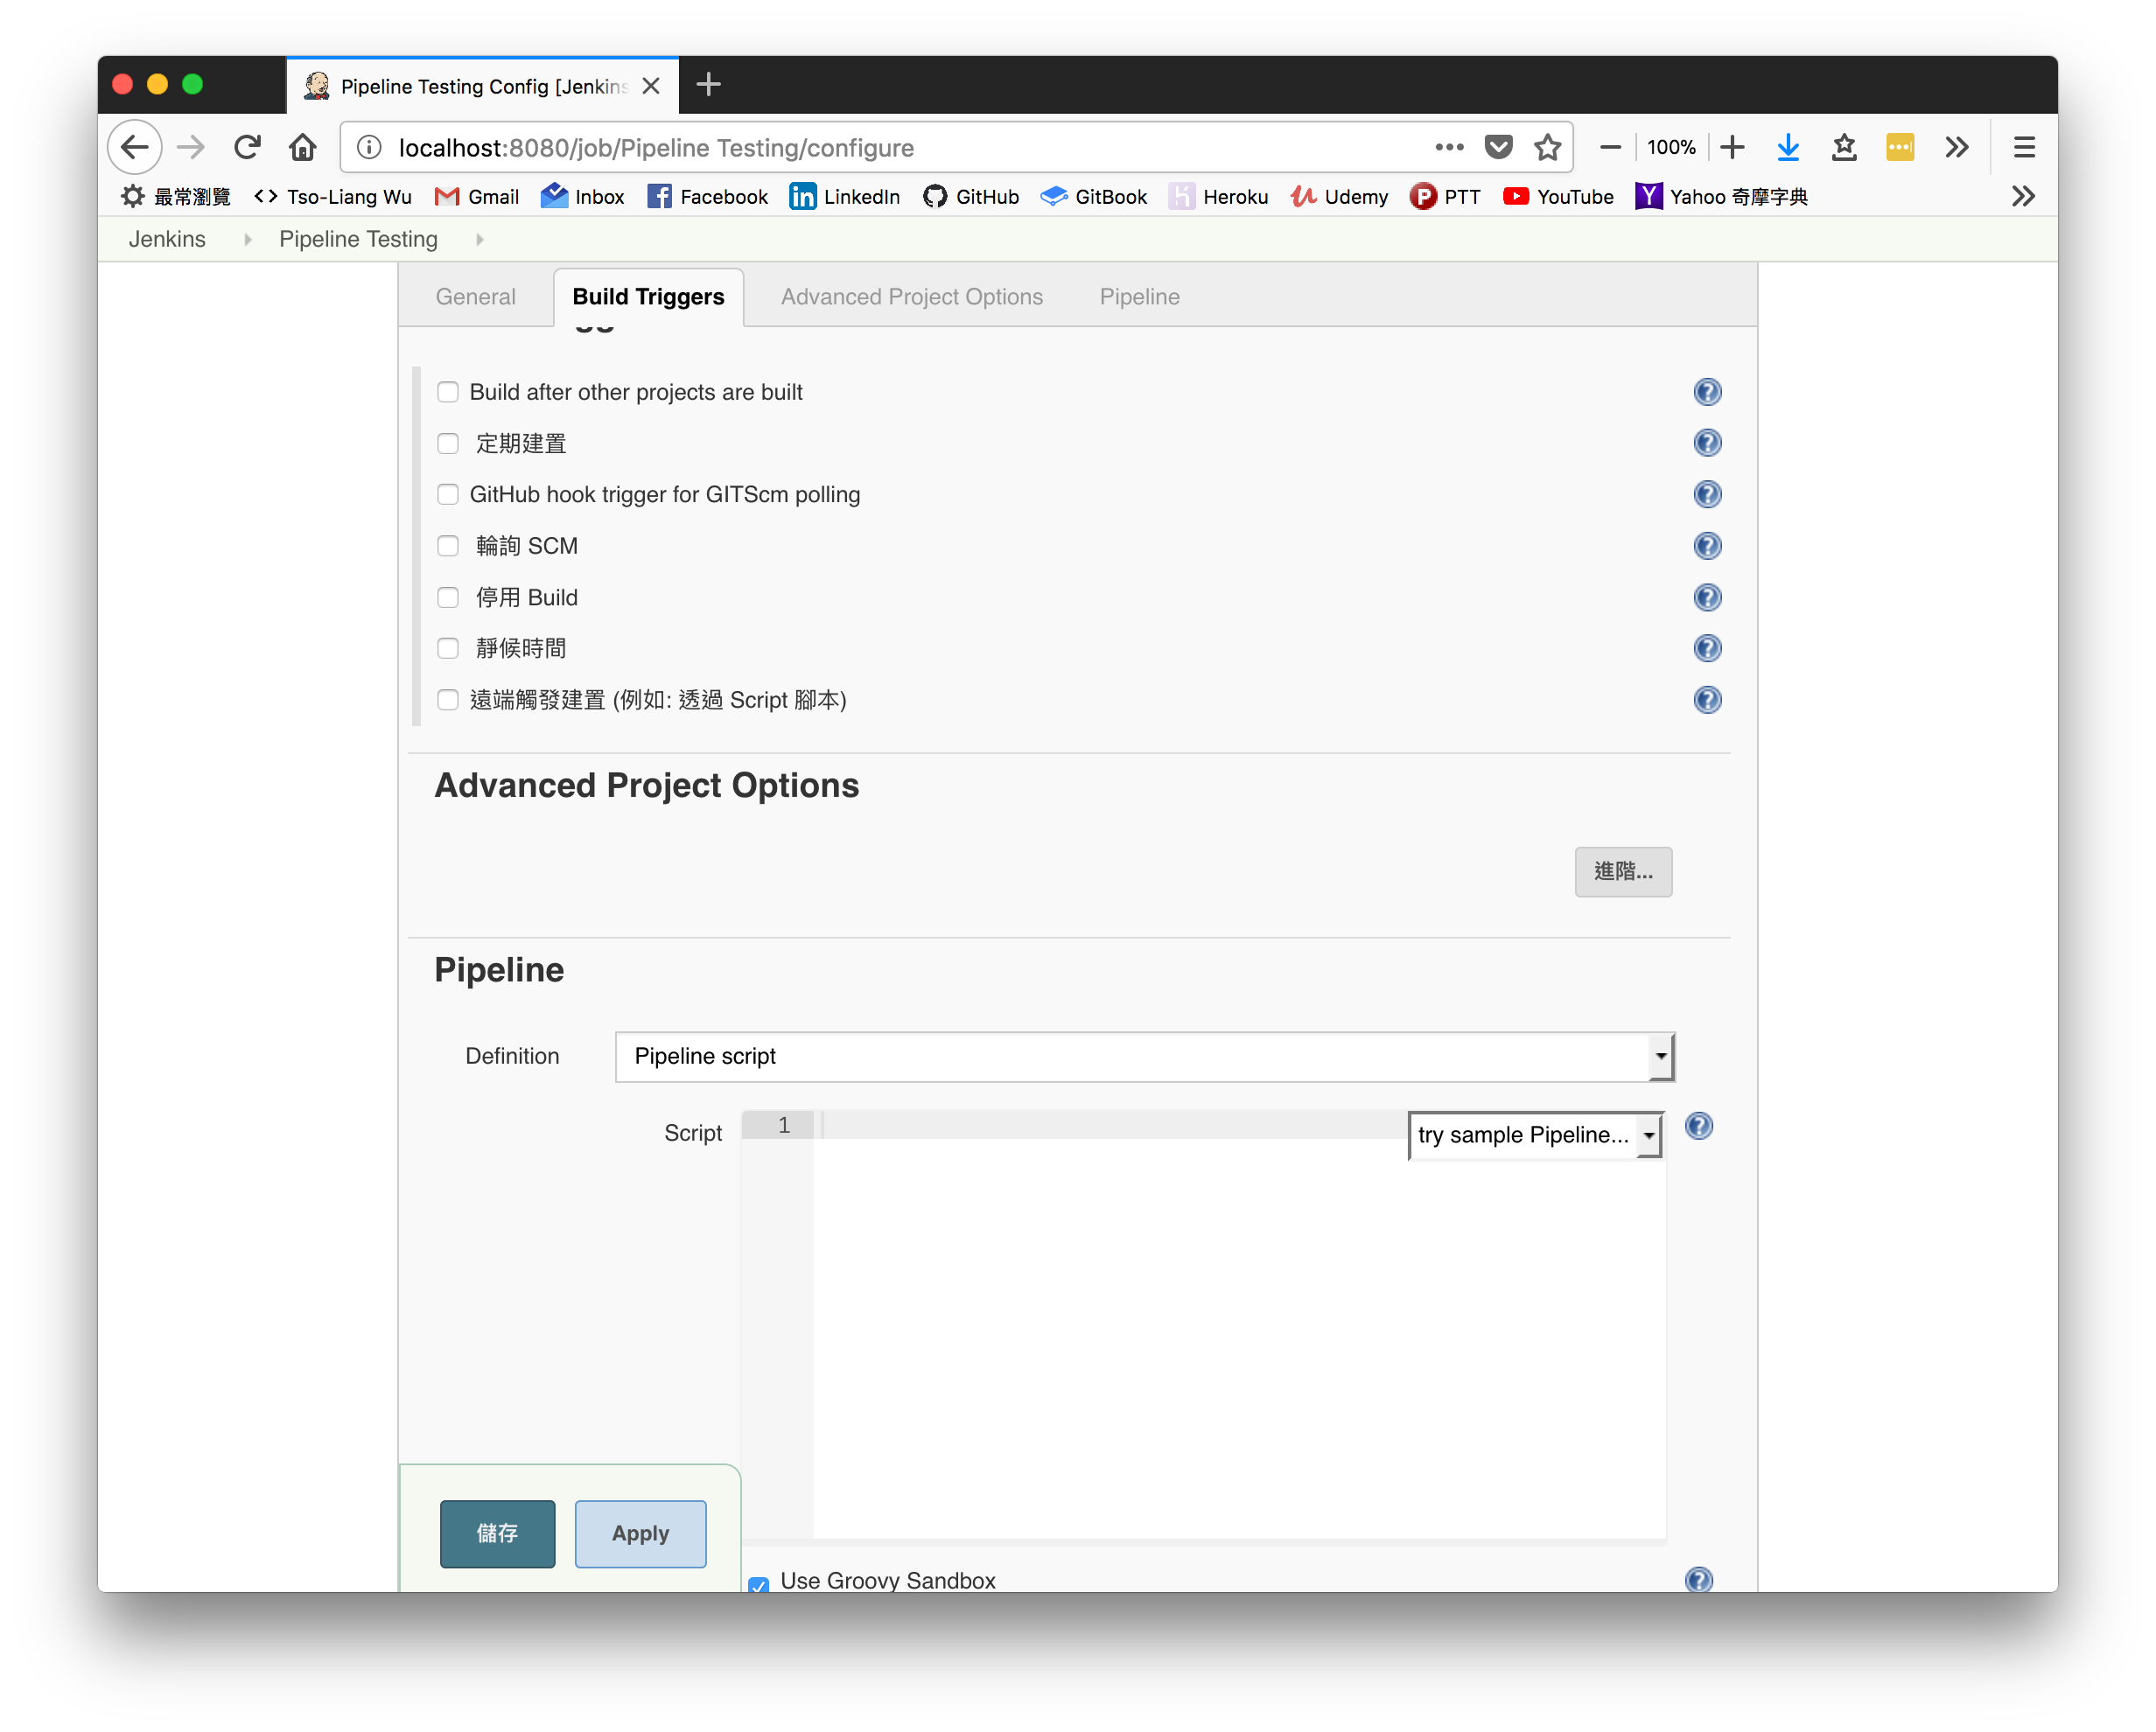 Pipeline Testing Config [Jenkins
localhost:8080/job/Pipeline Testing/configure
100%
最常瀏覽 Tso-Liang Wu Gmail Inbox Facebook LinkedIn GitHub GitBook Heroku Udemy PTT YouTube Yahoo 奇摩字典
Jenkins Pipeline Testing
General Build Triggers Advanced Project Options Pipeline
Build after other projects are built
定期建置
GitHub hook trigger for GITScm polling
輪詢 SCM
停用 Build
靜候時間
遠端觸發建置 (例如: 透過 Script 腳本)
Advanced Project Options
進階...
Pipeline
Definition Pipeline script
Script 1 try sample Pipeline...
儲存 Apply
Use Groovy Sandbox